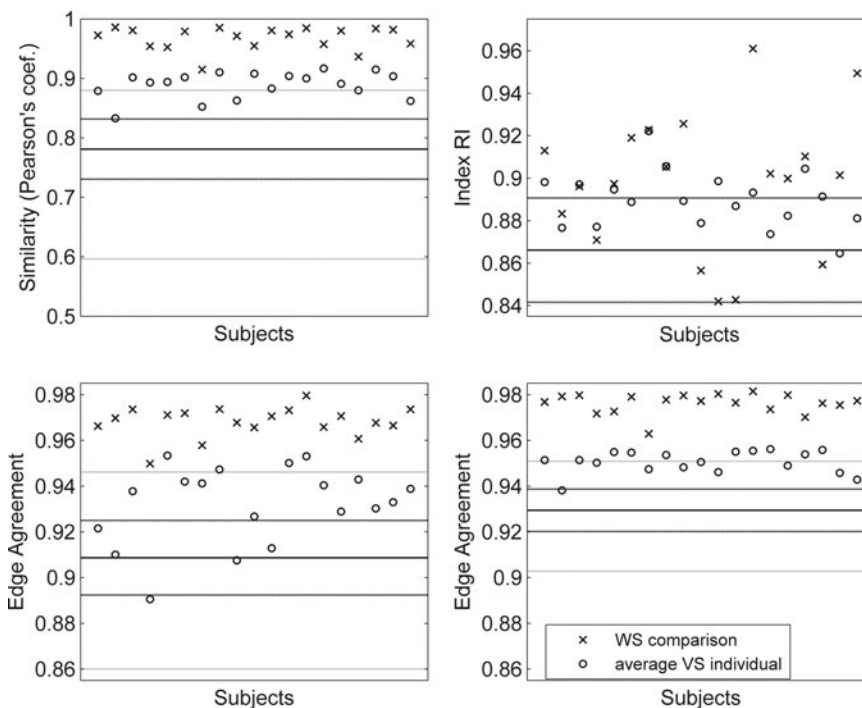 Similarity (Pearson's coef.)
1
0.9
0.8
0.7
0.6
0.5
Subjects
Index RI
0.96
0.94
0.92
0.9
0.88
0.86
0.84
Subjects
Edge Agreement
0.98
0.96
0.94
0.92
0.9
0.88
0.86
Subjects
Edge Agreement
0.98
0.96
0.94
0.92
0.9
0.88
0.86
WS comparison
average VS individual
Subjects